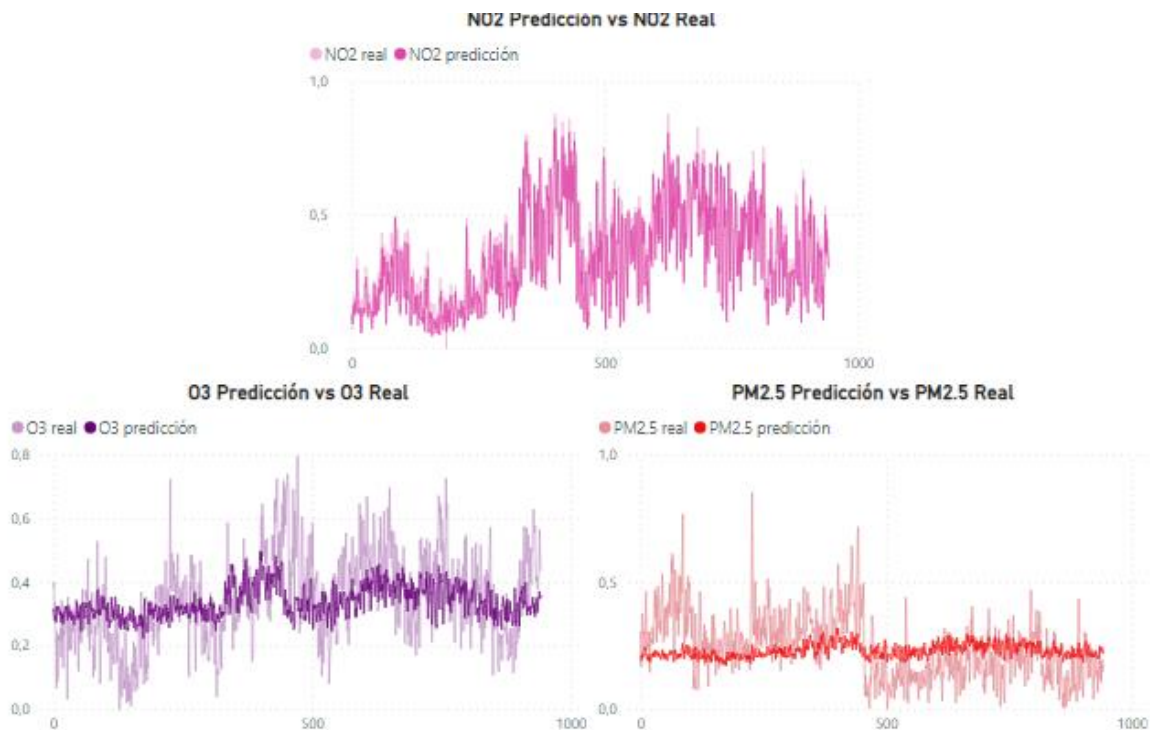 NO2 Predicción vs NO2 Real
NO2 real NO2 predicción
1,0
0,5
0,0
0 500 1000
O3 Predicción vs O3 Real
O3 real O3 predicción
0,8
0,6
0,4
0,2
0,0
0 500 1000
PM2.5 Predicción vs PM2.5 Real
PM2.5 real PM2.5 predicción
1,0
0,5
0,0
0 500 1000